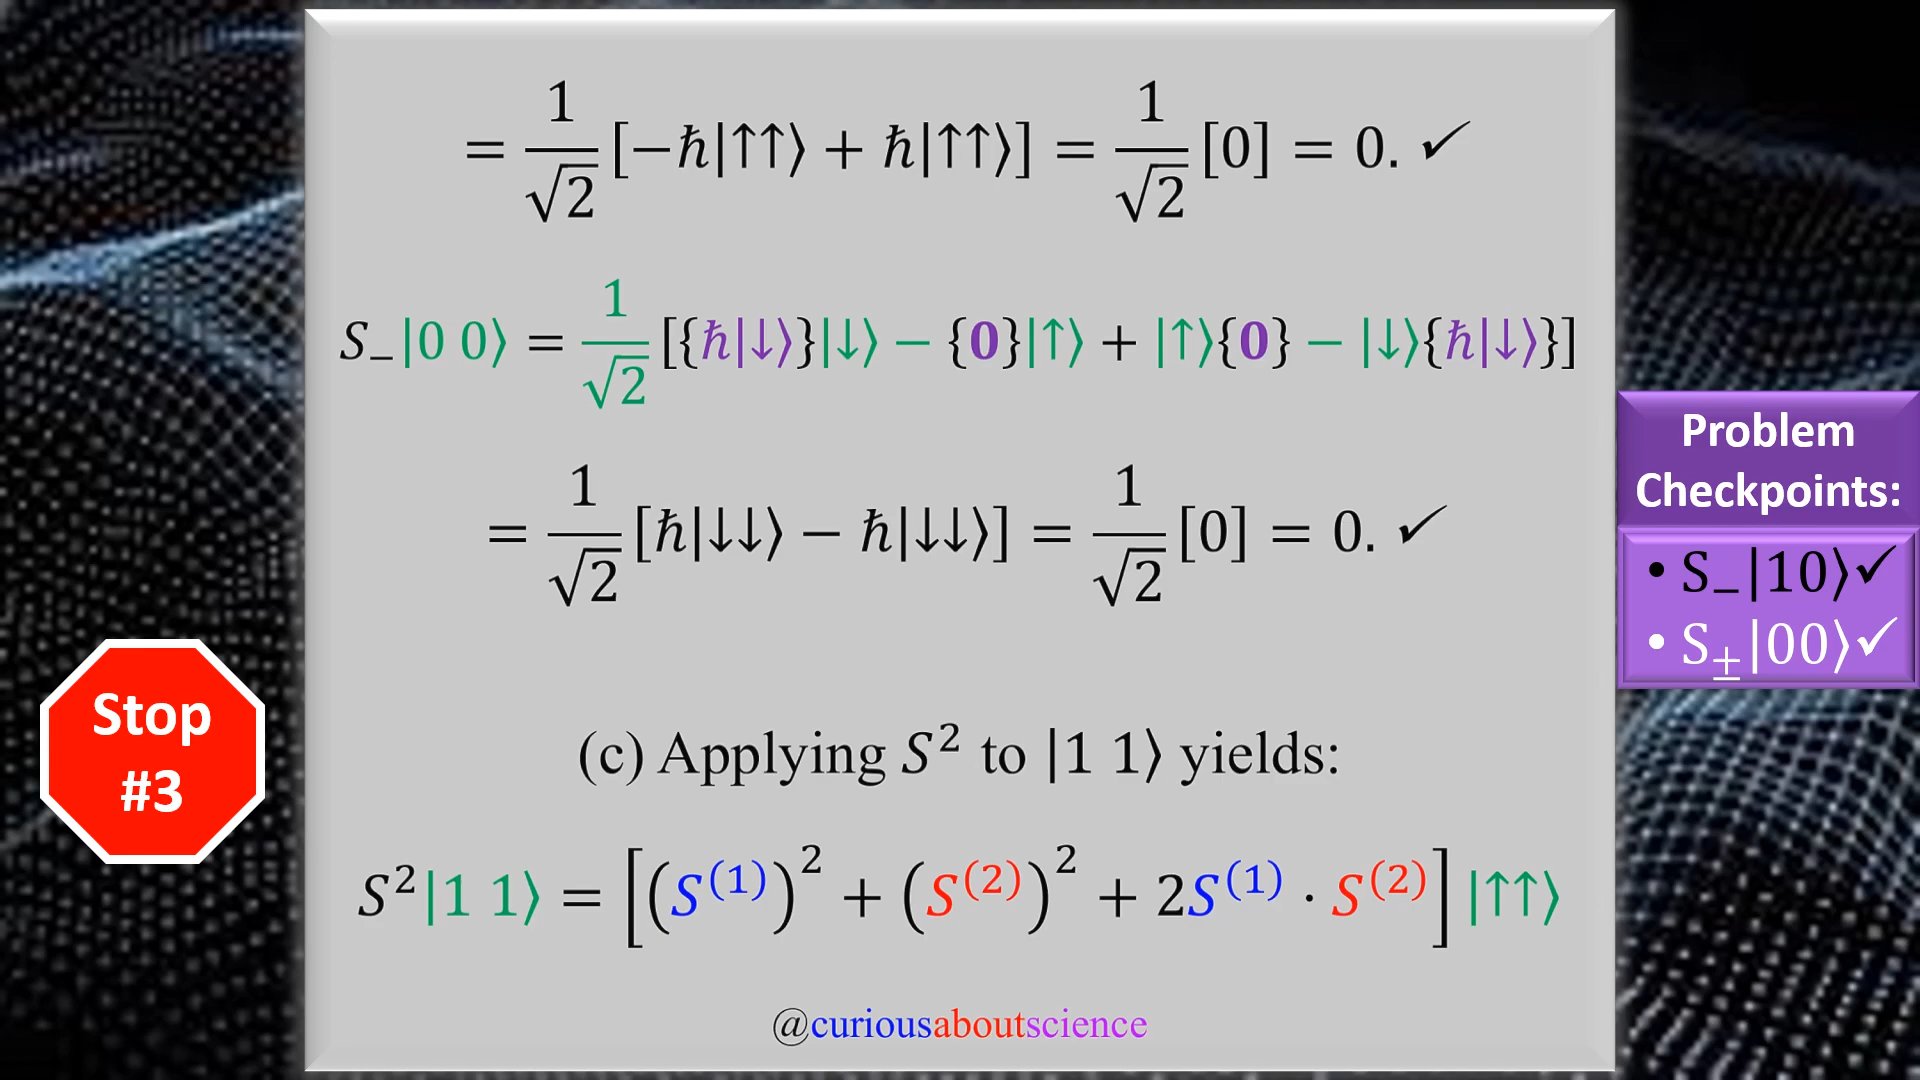 = 1/√2 [−ℏ|↑↑⟩ + ℏ|↑↑⟩] = 1/√2 [0] = 0. ✓
S₋|0 0⟩ = 1/√2 [{ℏ|↓⟩}|↓⟩ − {0}|↑⟩ + |↑⟩{0} − |↓⟩{ℏ|↓⟩}]
= 1/√2 [ℏ|↓↓⟩ − ℏ|↓↓⟩] = 1/√2 [0] = 0. ✓
Problem
Checkpoints:
• S₋|10⟩✓
• S±|00⟩✓
Stop
#3
(c) Applying S² to |1 1⟩ yields:
S²|1 1⟩ = [(S⁽¹⁾)² + (S⁽²⁾)² + 2S⁽¹⁾ · S⁽²⁾] |↑↑⟩
@curiousaboutscience